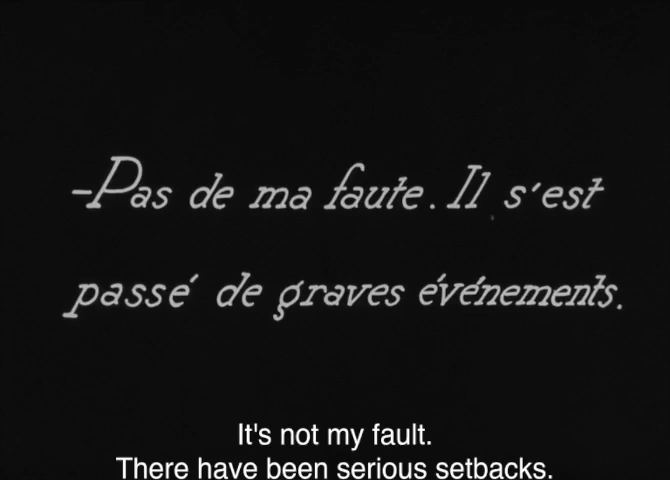 -Pas de ma faute. Il s'est
passé de graves événements.
It's not my fault.
There have been serious setbacks.